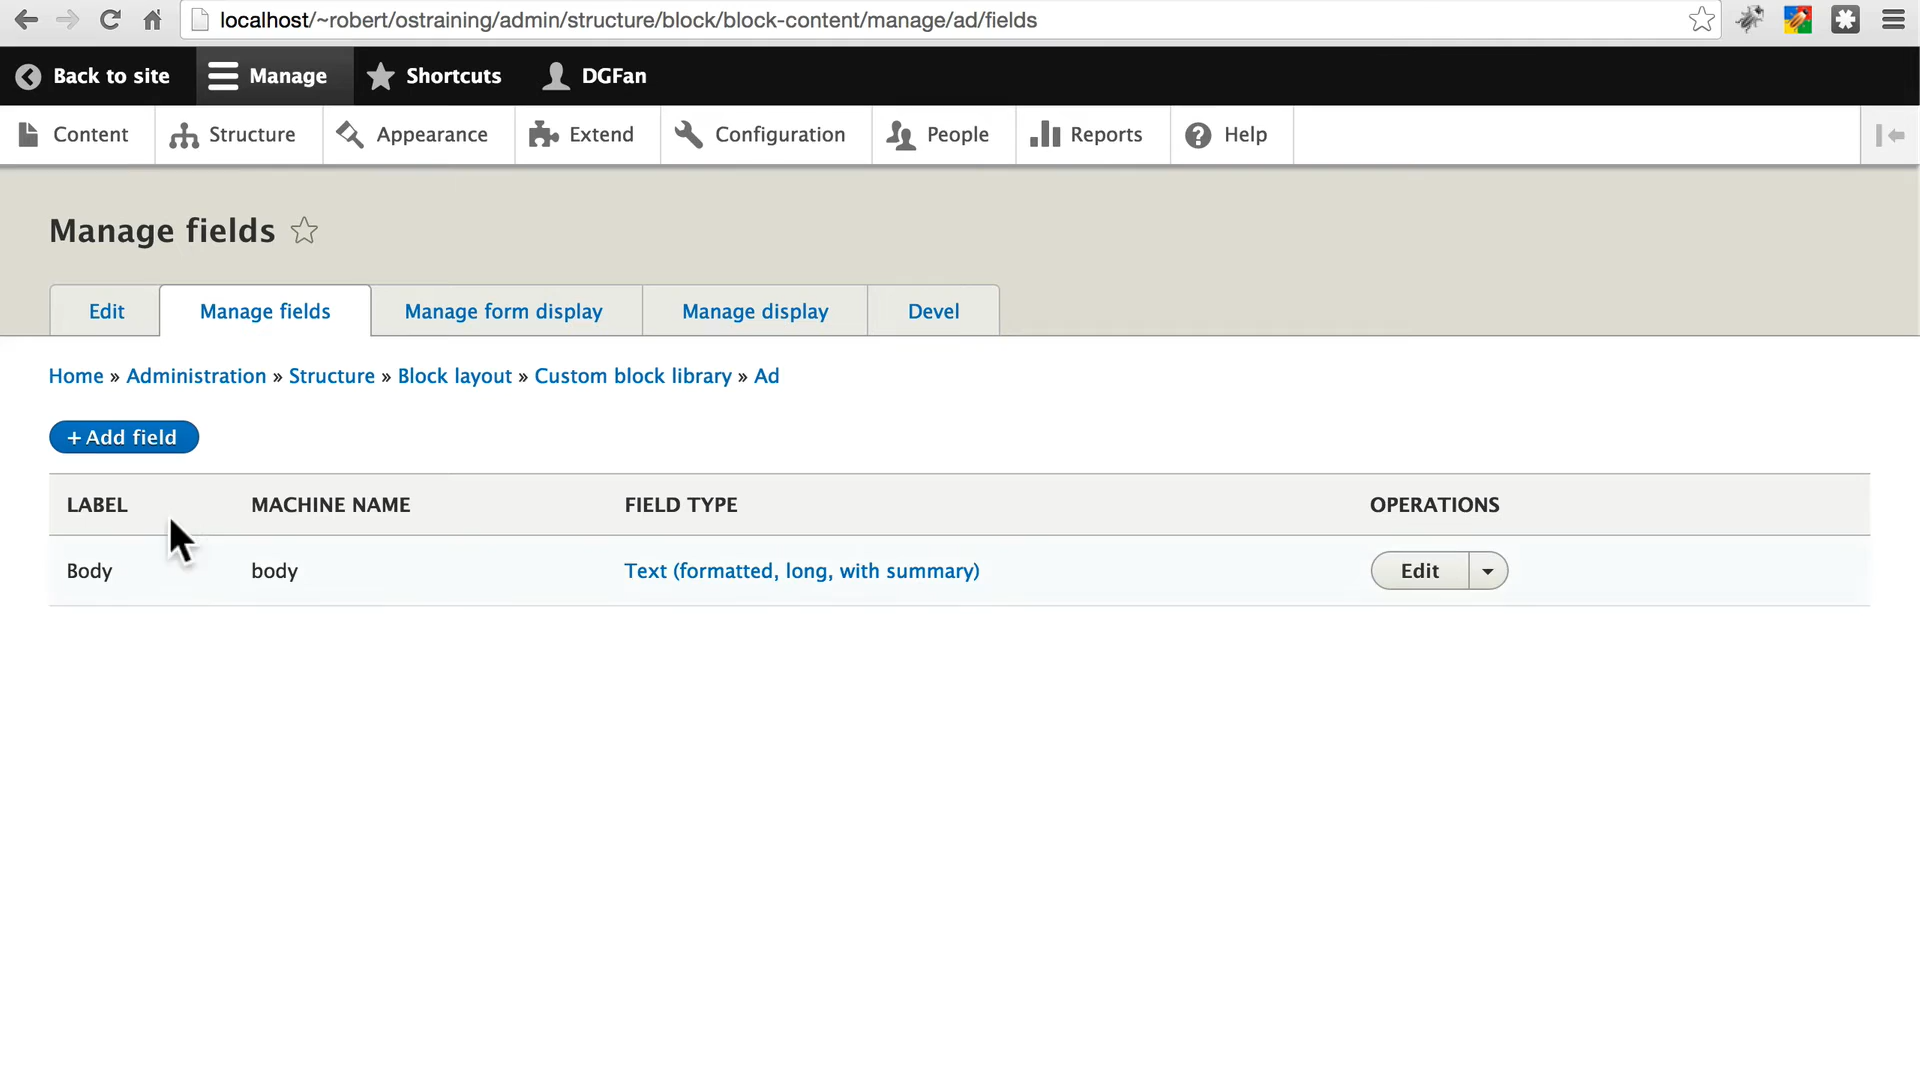 localhost/~robert/ostraining/admin/structure/block/block-content/manage/ad/fields
Back to site Manage Shortcuts DGFan
Content Structure Appearance Extend Configuration People Reports Help
Manage fields
Edit Manage fields Manage form display Manage display Devel
Home » Administration » Structure » Block layout » Custom block library » Ad
+ Add field
LABEL MACHINE NAME FIELD TYPE OPERATIONS
Body body Text (formatted, long, with summary) Edit